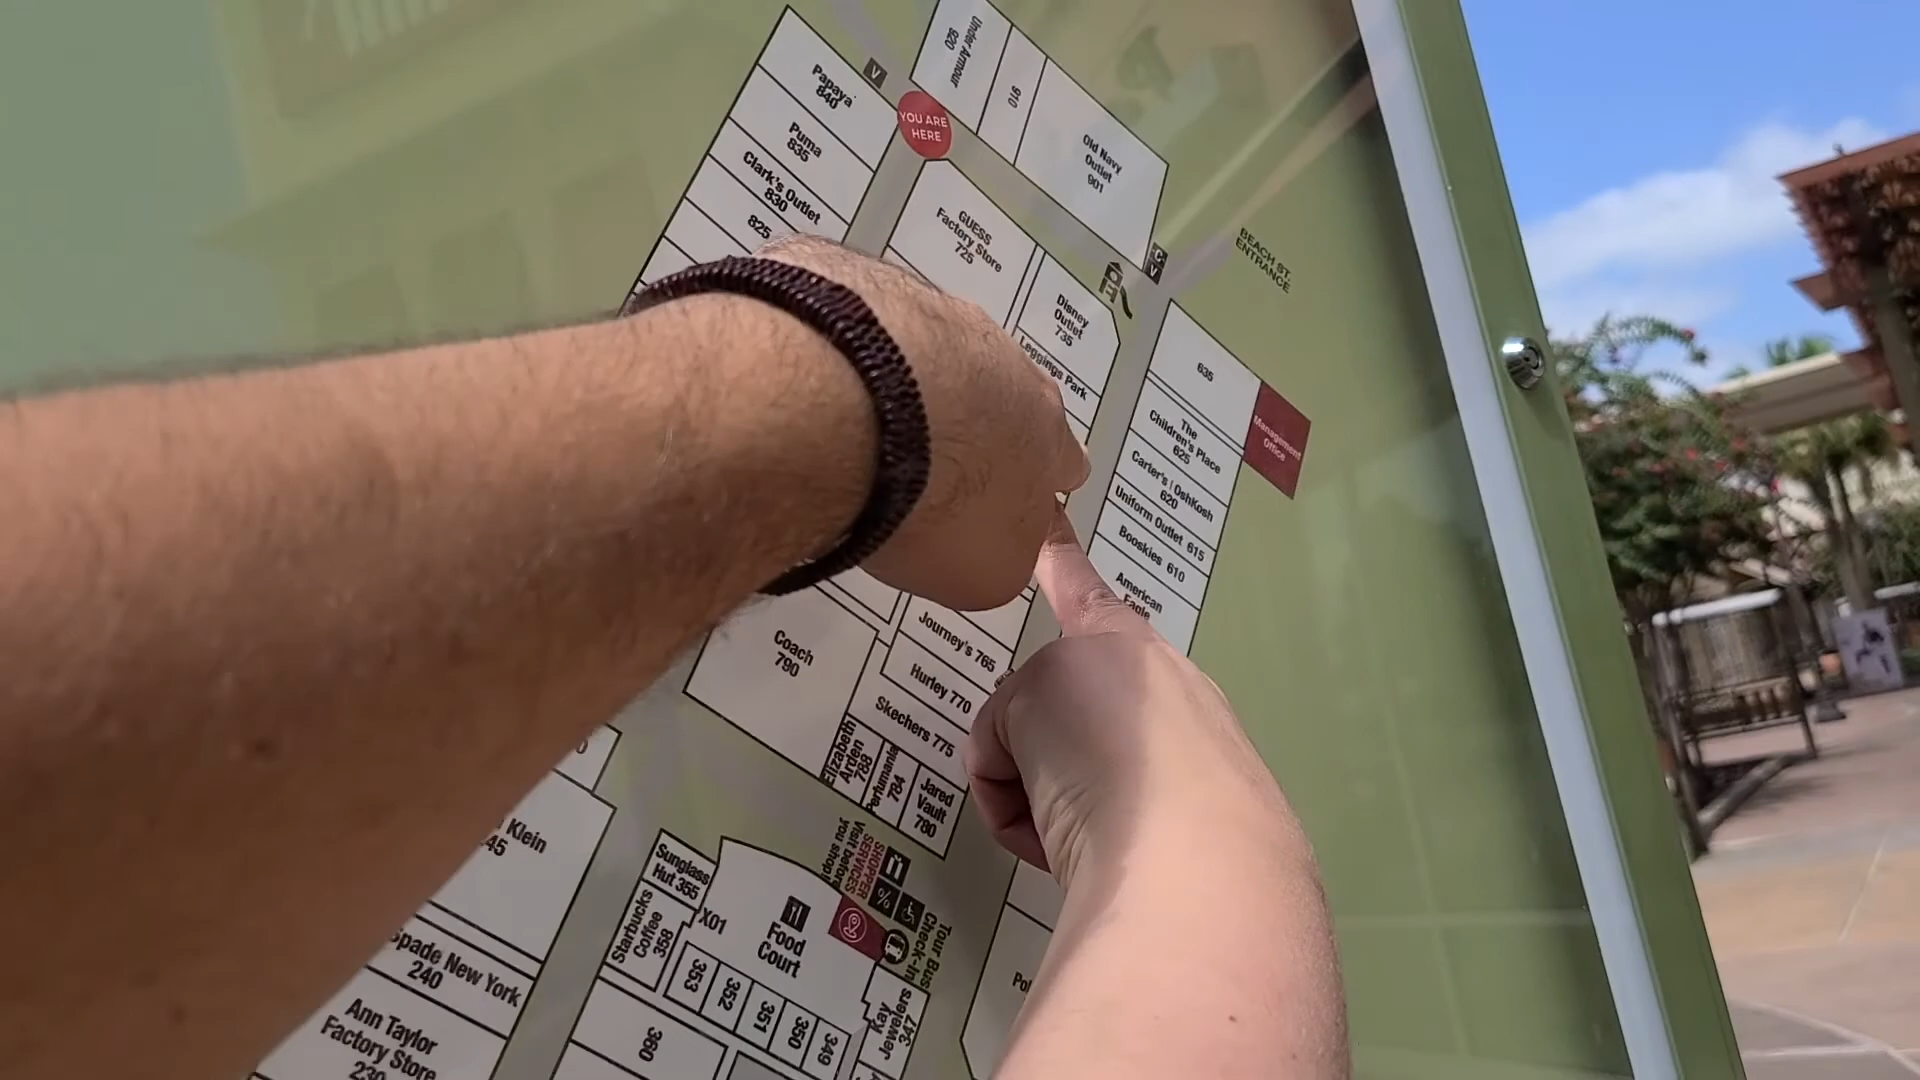 Under Armour
920
910
Papaya
840
V
YOU ARE
HERE
Puma
835
Old Navy
Outlet
901
Clark's Outlet
830
825
GUESS
Factory Store
725
C
V
BEACH ST.
ENTRANCE
Disney
Outlet
735
Leggings Park
635
Management
Office
The
Children's Place
625
Carter's | OshKosh
620
Uniform Outlet 615
Booskies 610
American
Eagle
Coach
790
Journey's 765
Hurley 770
Skechers 775
Elizabeth
Arden
788
Perfumania
784
Jared
Vault
780
Klein
45
Sunglass
Hut 355
Starbucks
Coffee
358
X01
Food
Court
SHOPPER
SERVICES
Visit before
you shop!
%
Tour Bus
Check-In
353
352
351
350
349
Kay
Jewelers
347
360
Spade New York
240
Ann Taylor
Factory Store
230